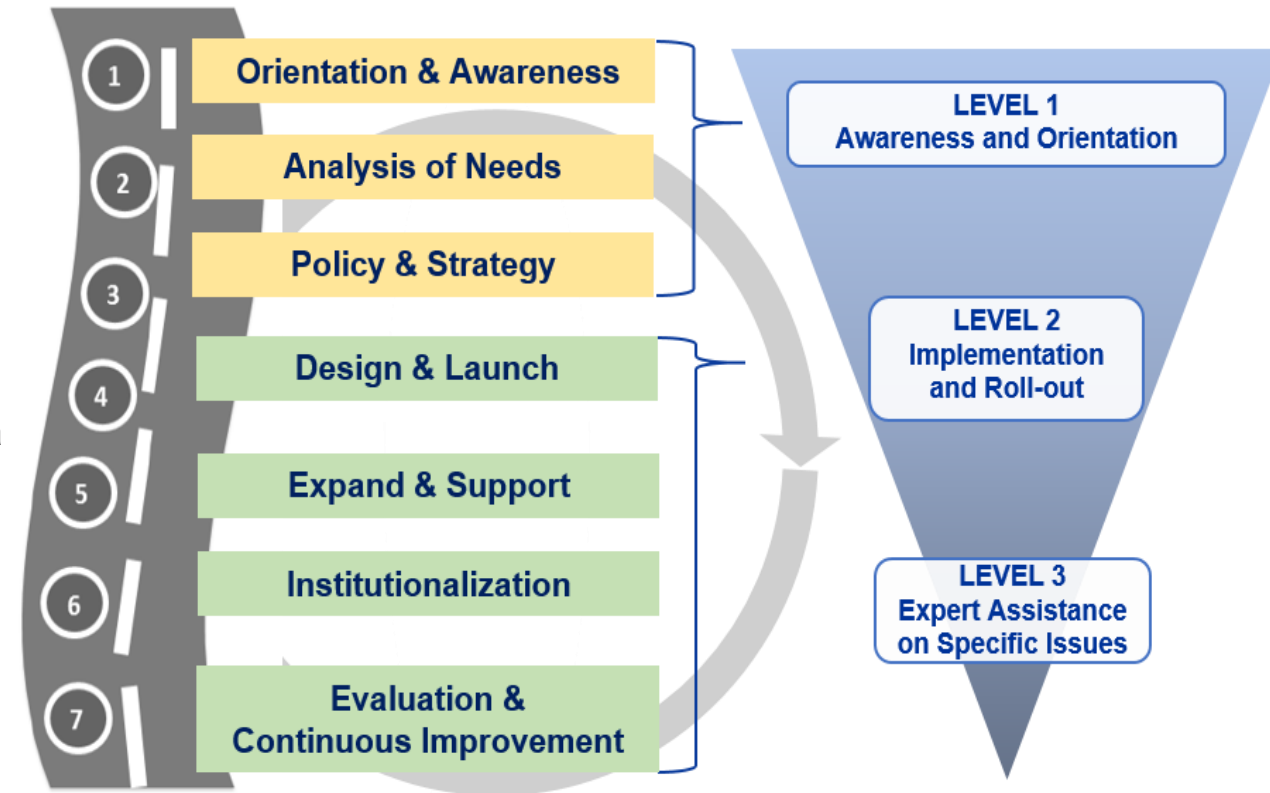 1
Orientation & Awareness
2
Analysis of Needs
3
Policy & Strategy
4
Design & Launch
5
Expand & Support
6
Institutionalization
7
Evaluation &
Continuous Improvement
LEVEL 1
Awareness and Orientation
LEVEL 2
Implementation
and Roll-out
LEVEL 3
Expert Assistance
on Specific Issues